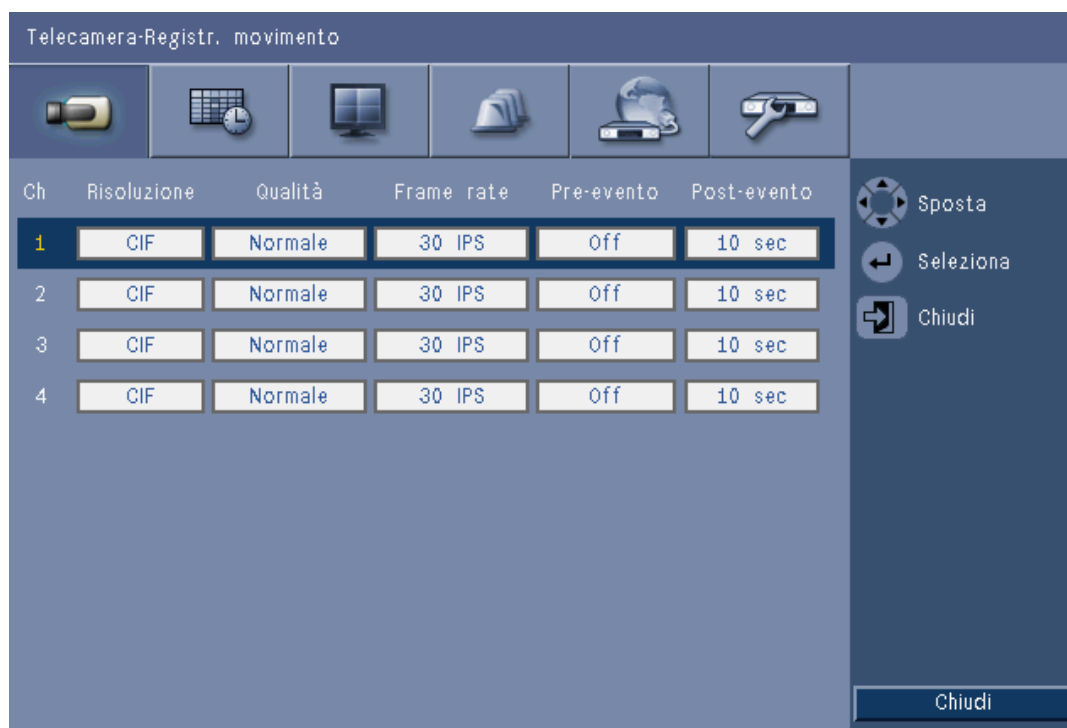 Telecamera-Registr. movimento
Ch Risoluzione Qualità Frame rate Pre-evento Post-evento
1 CIF Normale 30 IPS Off 10 sec
2 CIF Normale 30 IPS Off 10 sec
3 CIF Normale 30 IPS Off 10 sec
4 CIF Normale 30 IPS Off 10 sec
Sposta
Seleziona
Chiudi
Chiudi